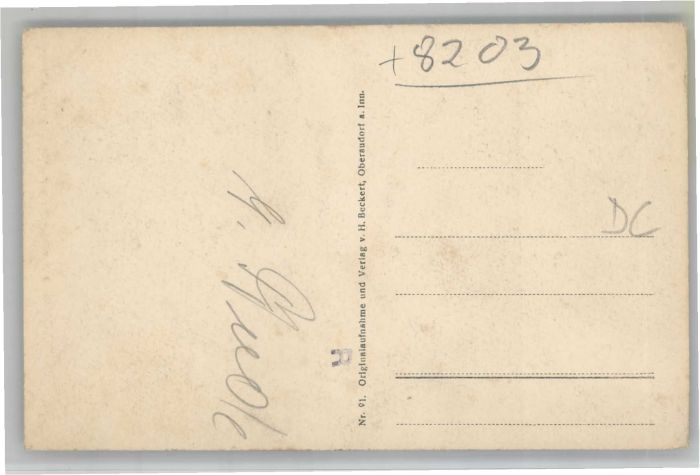 +8203
DC
Nr. 91. Originalaufnahme und Verlag v. H. Beckert, Oberaudorf a. Inn.